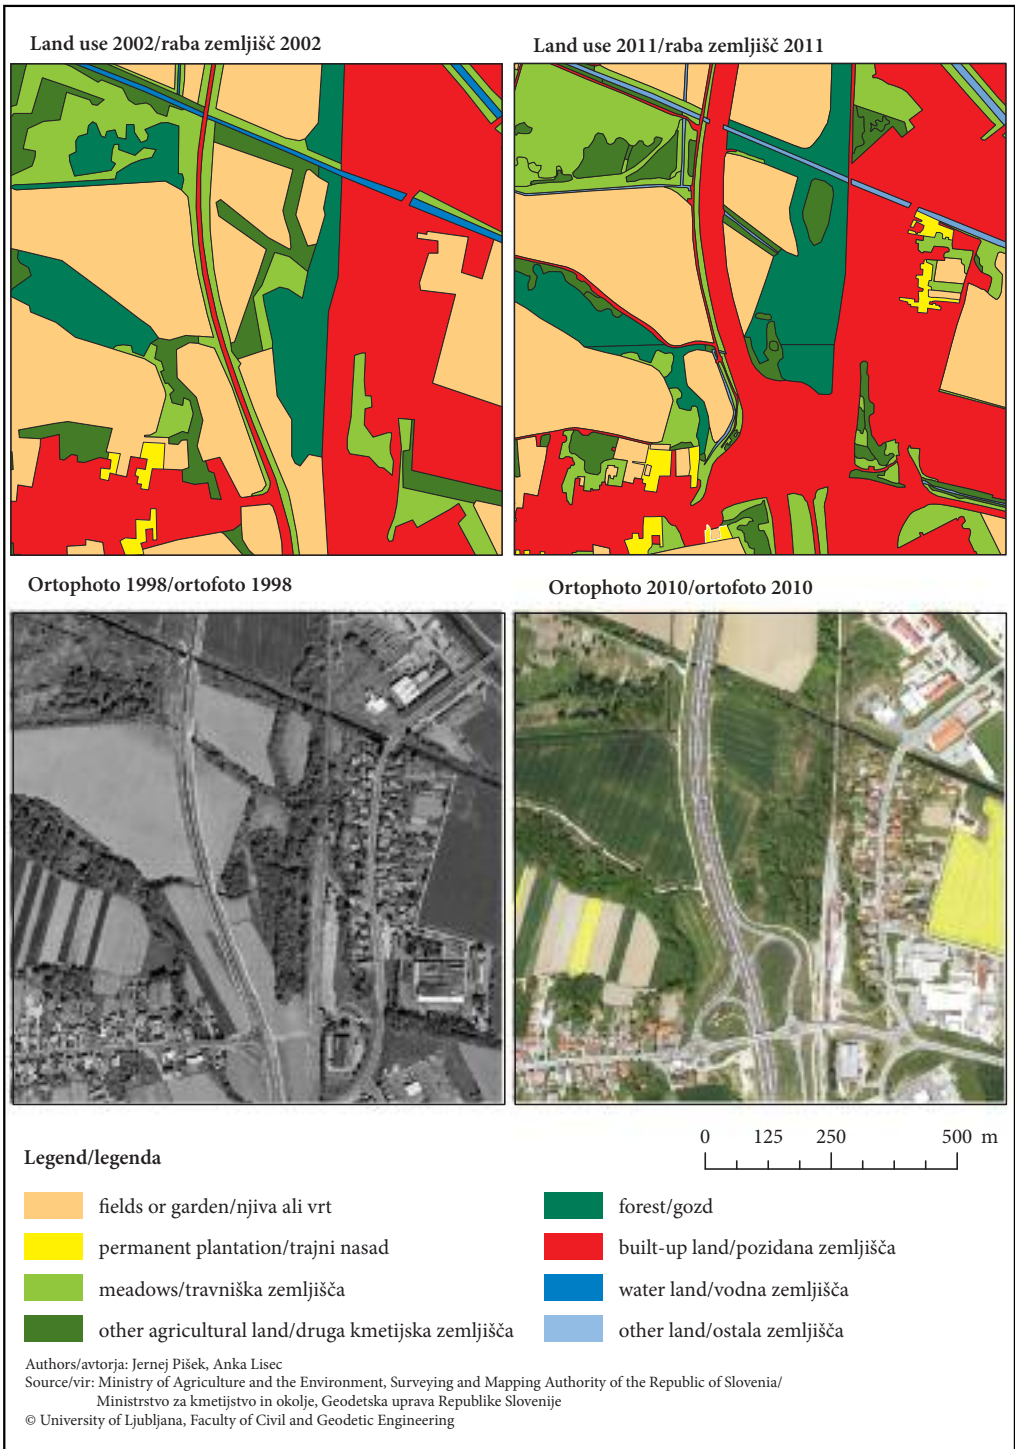 Land use 2002/raba zemljišč 2002
Land use 2011/raba zemljišč 2011
Ortophoto 1998/ortofoto 1998
Ortophoto 2010/ortofoto 2010
0 125 250 500 m
Legend/legenda
fields or garden/njiva ali vrt
permanent plantation/trajni nasad
meadows/travniška zemljišča
other agricultural land/druga kmetijska zemljišča
forest/gozd
built-up land/pozidana zemljišča
water land/vodna zemljišča
other land/ostala zemljišča
Authors/avtorja: Jernej Pišek, Anka Lisec
Source/vir: Ministry of Agriculture and the Environment, Surveying and Mapping Authority of the Republic of Slovenia/
Ministrstvo za kmetijstvo in okolje, Geodetska uprava Republike Slovenije
© University of Ljubljana, Faculty of Civil and Geodetic Engineering